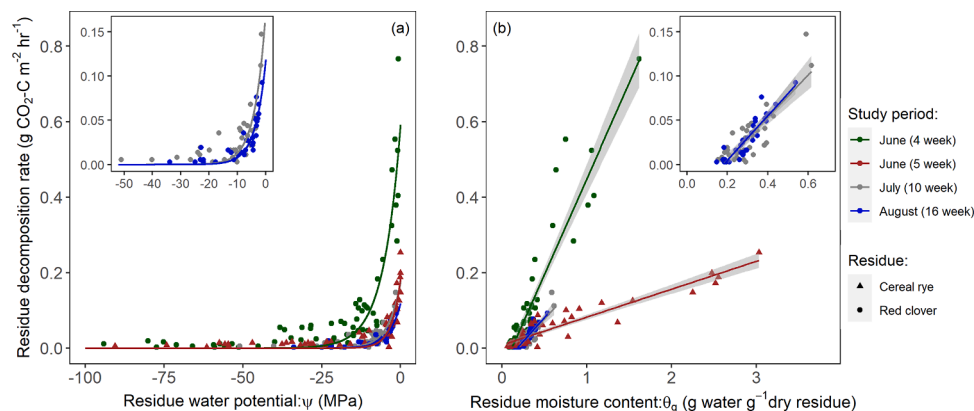 (a)
(b)
Residue decomposition rate (g CO₂-C m⁻² hr⁻¹)
0.8
0.6
0.4
0.2
0.0
-100
-75
-50
-25
0
Residue water potential:ψ (MPa)
0.15
0.10
0.05
0.00
-50
-40
-30
-20
-10
0
0.8
0.6
0.4
0.2
0.0
0
1
2
3
Residue moisture content:θg (g water g⁻¹dry residue)
0.15
0.10
0.05
0.00
0.0
0.2
0.4
0.6
Study period:
June (4 week)
June (5 week)
July (10 week)
August (16 week)
Residue:
Cereal rye
Red clover